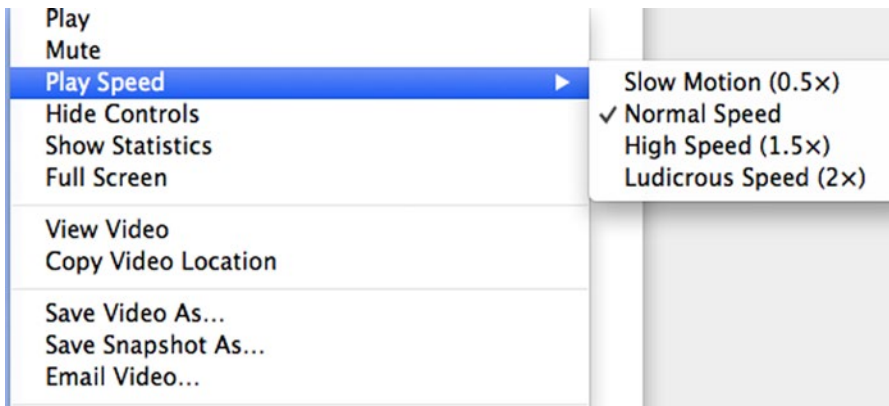 Play
Mute
Play Speed
Hide Controls
Show Statistics
Full Screen
View Video
Copy Video Location
Save Video As...
Save Snapshot As...
Email Video...
Slow Motion (0.5×)
✓ Normal Speed
High Speed (1.5×)
Ludicrous Speed (2×)